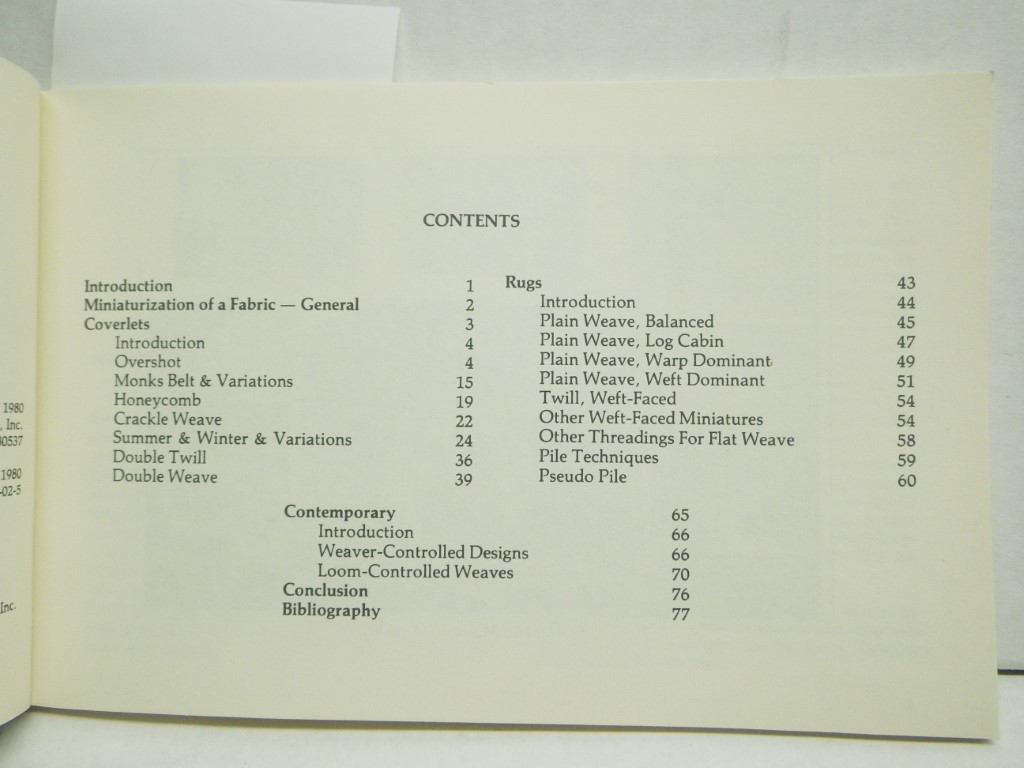 1980
, Inc.
80537
1980
-02-5
Inc.
CONTENTS
Introduction 1
Miniaturization of a Fabric — General 2
Coverlets 3
Introduction 4
Overshot 4
Monks Belt & Variations 15
Honeycomb 19
Crackle Weave 22
Summer & Winter & Variations 24
Double Twill 36
Double Weave 39
Rugs 43
Introduction 44
Plain Weave, Balanced 45
Plain Weave, Log Cabin 47
Plain Weave, Warp Dominant 49
Plain Weave, Weft Dominant 51
Twill, Weft-Faced 54
Other Weft-Faced Miniatures 54
Other Threadings For Flat Weave 58
Pile Techniques 59
Pseudo Pile 60
Contemporary 65
Introduction 66
Weaver-Controlled Designs 66
Loom-Controlled Weaves 70
Conclusion 76
Bibliography 77